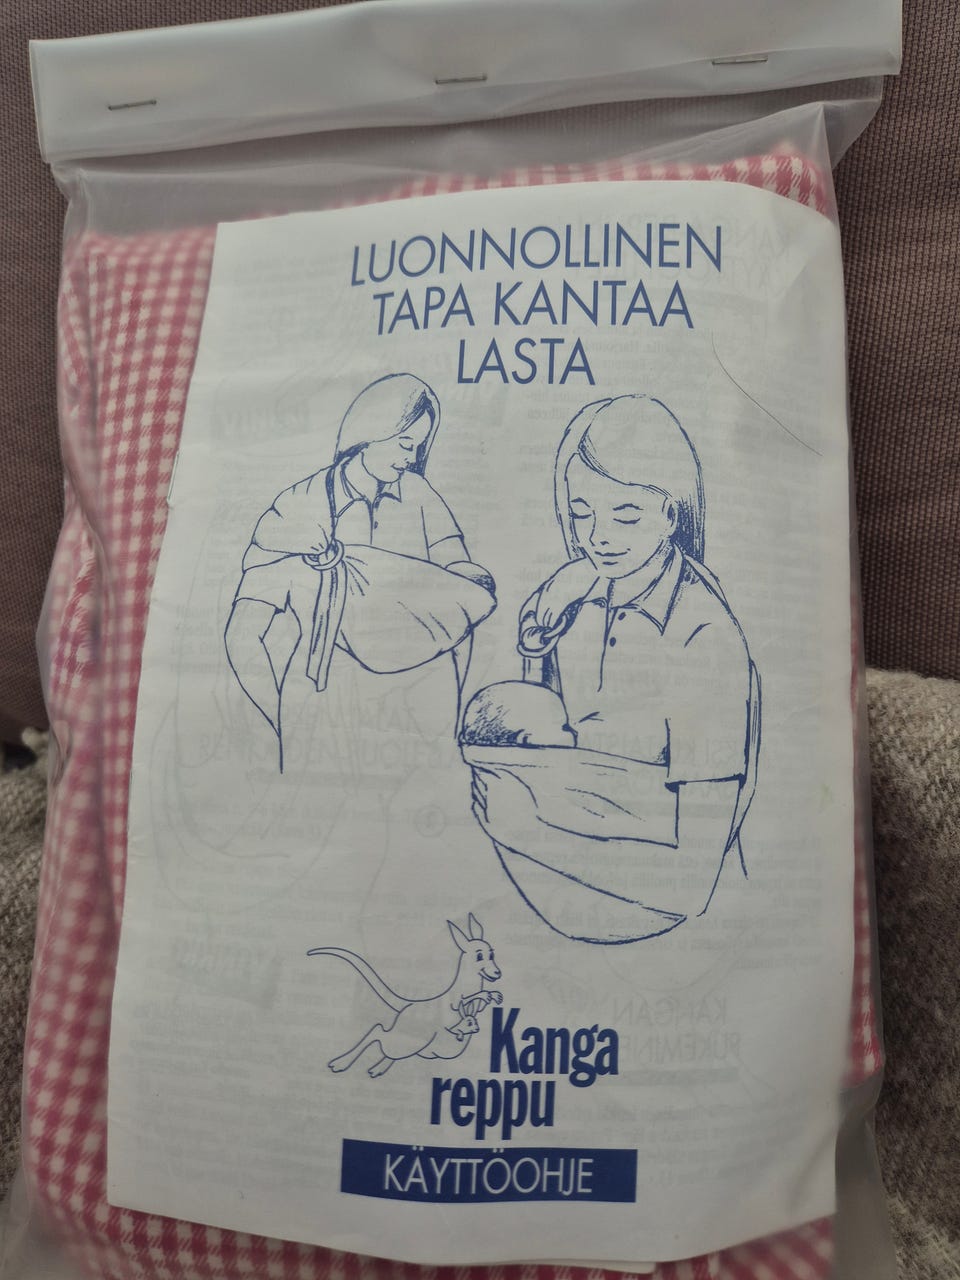 LUONNOLLINEN
TAPA KANTAA
LASTA
Kanga
reppu
KÄYTTÖOHJE